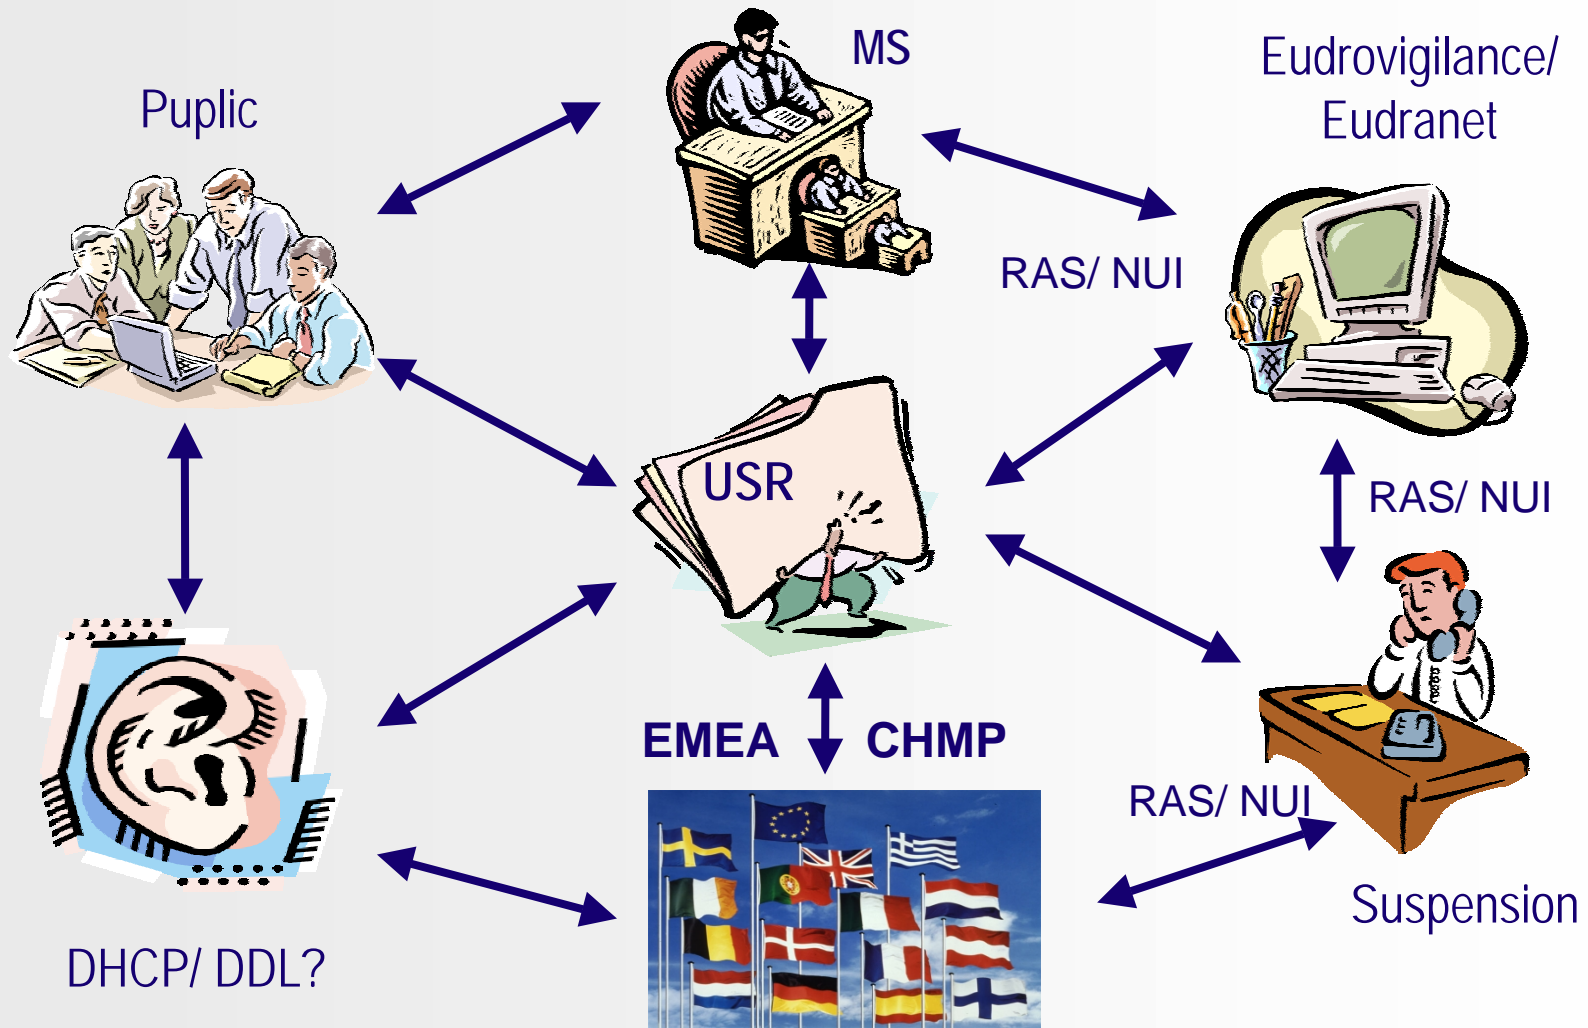 MS
Eudrovigilance/
Eudranet
Puplic
RAS/ NUI
USR
RAS/ NUI
EMEA
CHMP
RAS/ NUI
Suspension
DHCP/ DDL?